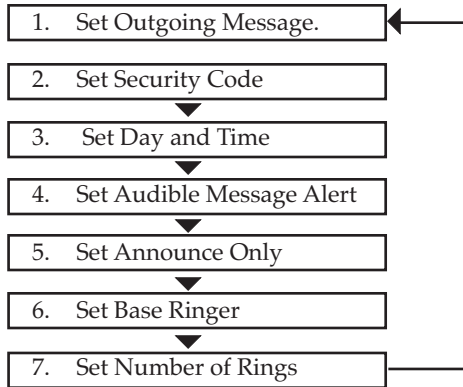 1. Set Outgoing Message.
2. Set Security Code
3. Set Day and Time
4. Set Audible Message Alert
5. Set Announce Only
6. Set Base Ringer
7. Set Number of Rings